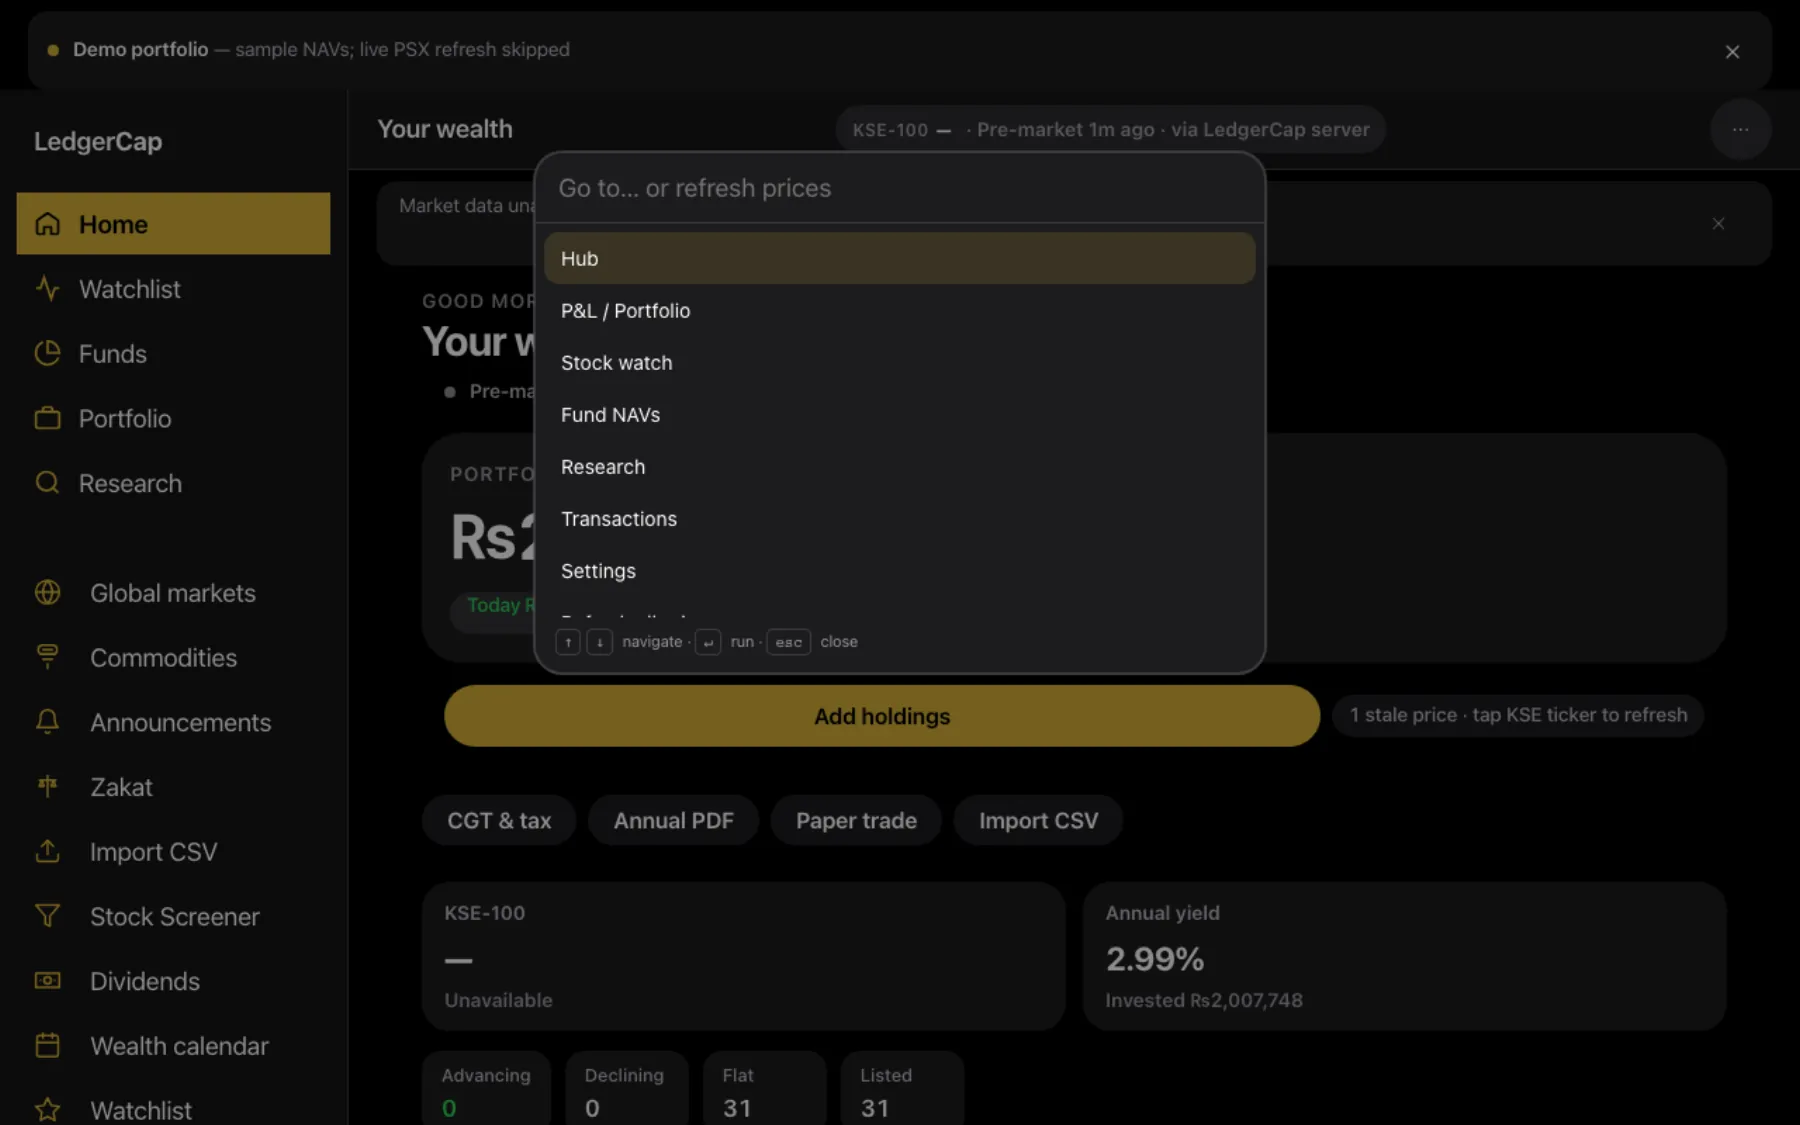 Demo portfolio — sample NAVs; live PSX refresh skipped
LedgerCap
Home
Watchlist
Funds
Portfolio
Research
Global markets
Commodities
Announcements
Zakat
Import CSV
Stock Screener
Dividends
Wealth calendar
Watchlist
Your wealth
KSE-100 — · Pre-market 1m ago · via LedgerCap server
...
Market data
GOOD
Your
PORTFO
Today
Go to... or refresh prices
Hub
P&L / Portfolio
Stock watch
Fund NAVs
Research
Transactions
Settings
↑ ↓ navigate · ↵ run · esc close
Add holdings
1 stale price · tap KSE ticker to refresh
CGT & tax
Annual PDF
Paper trade
Import CSV
KSE-100
—
Unavailable
Annual yield
2.99%
Invested Rs2,007,748
Advancing
0
Declining
0
Flat
31
Listed
31